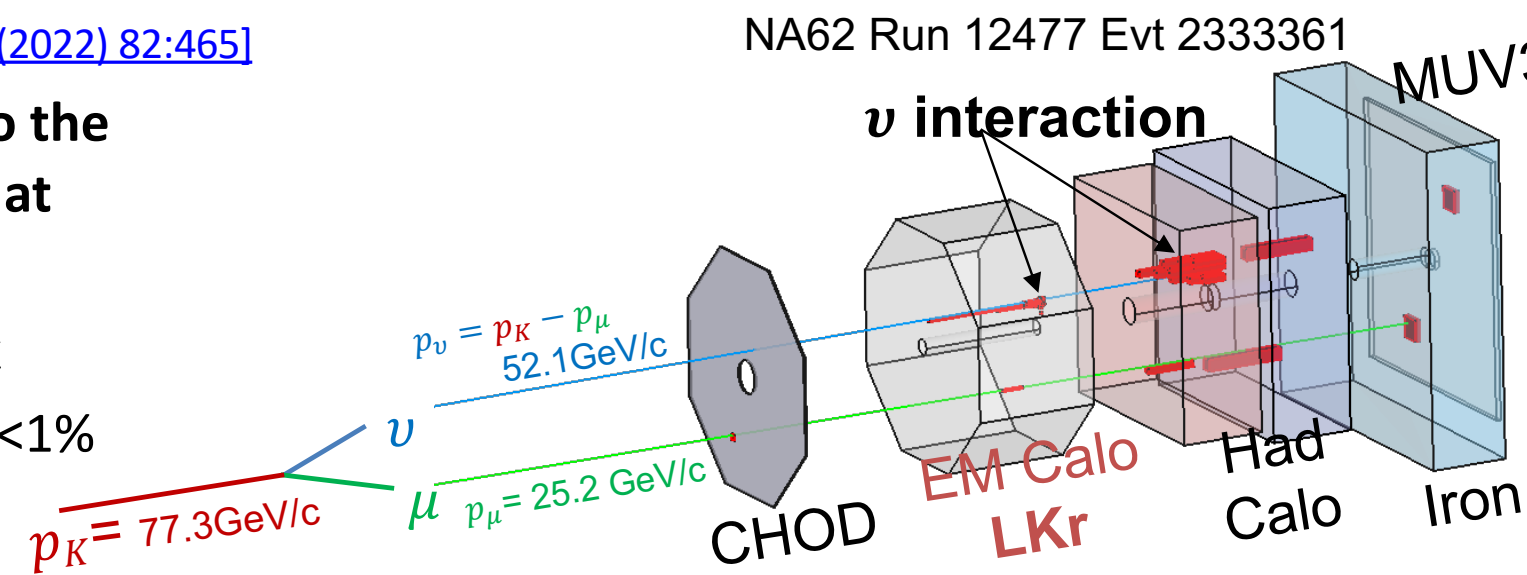 (2022) 82:465]
NA62 Run 12477 Evt 2333361
o the
at
<1%
υ interaction
MUV3
p_υ = p_K − p_μ
52.1GeV/c
υ
μ
p_μ= 25.2 GeV/c
p_K= 77.3GeV/c
CHOD
EM Calo
LKr
Had
Calo
Iron